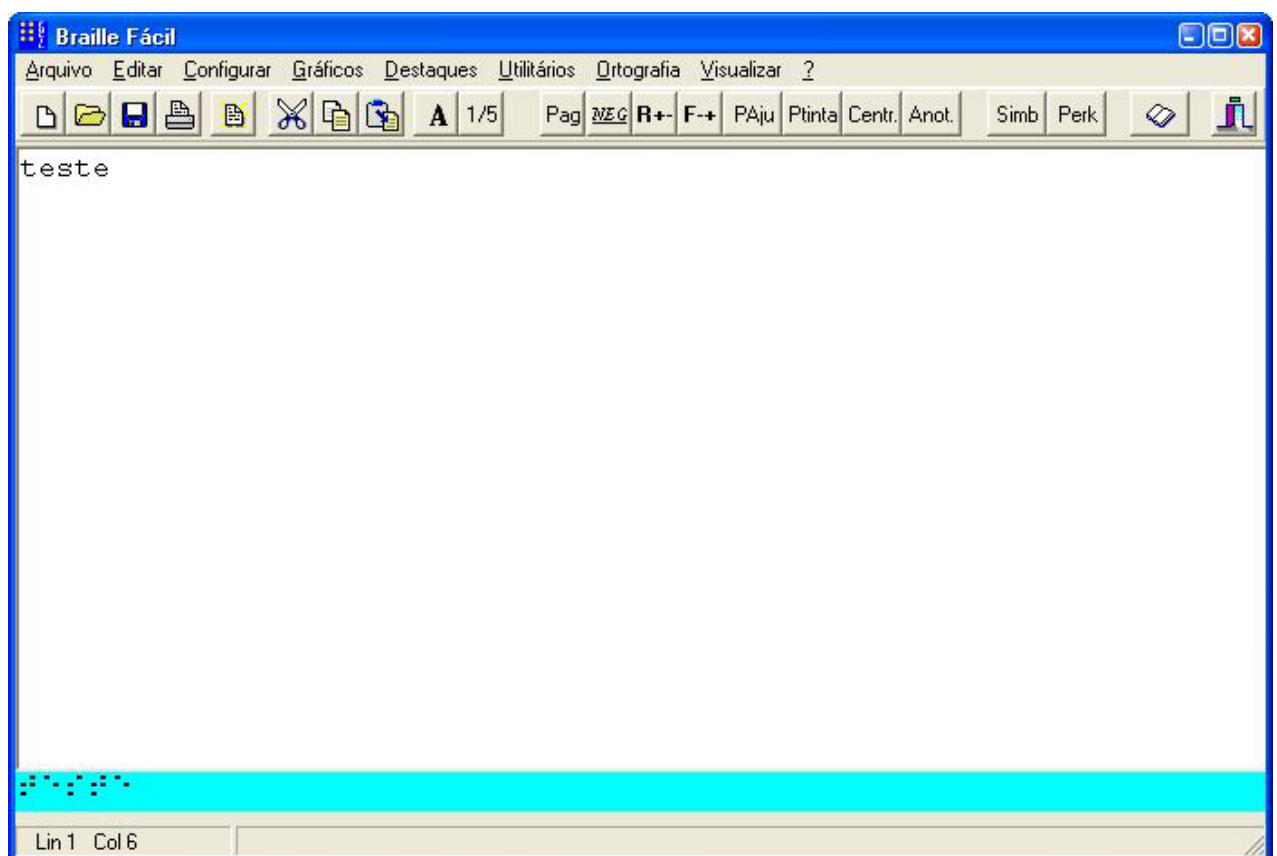 Braille Fácil
Arquivo Editar Configurar Gráficos Destaques Utilitários Ortografia Visualizar ?
A 1/5 Pag NEG R+- F-+ PAju Ptinta Centr. Anot. Simb Perk
teste
⠞⠑⠎⠞⠑
Lin 1 Col 6